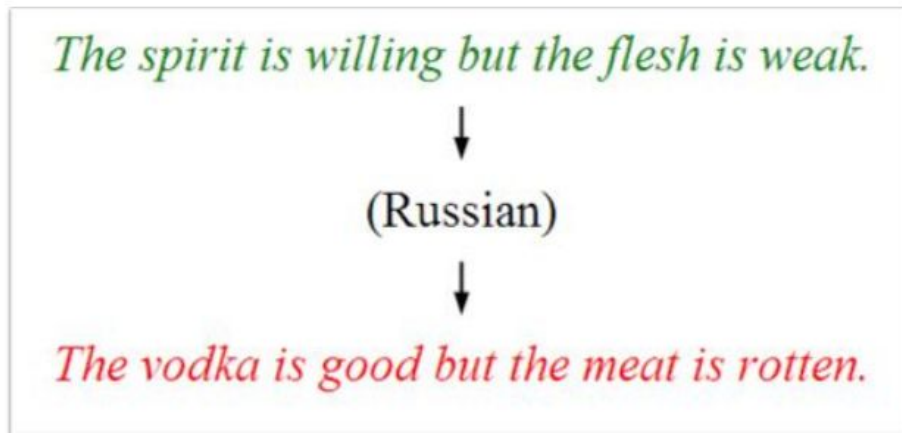 The spirit is willing but the flesh is weak.
(Russian)
The vodka is good but the meat is rotten.